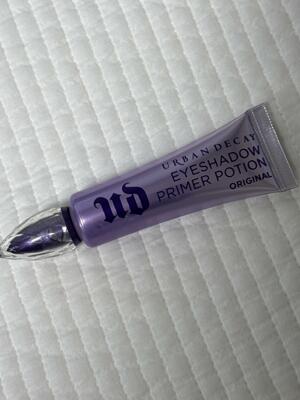 ud
URBAN DECAY
EYESHADOW
PRIMER POTION
ORIGINAL